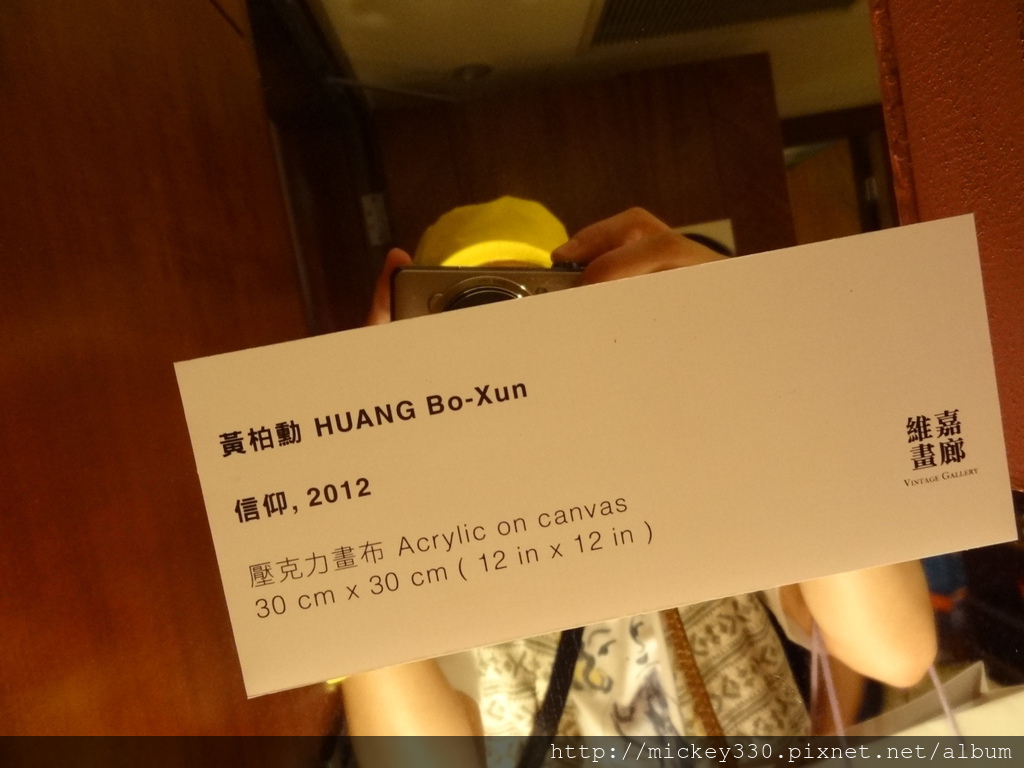 黃柏勳 HUANG Bo-Xun
信仰, 2012
壓克力畫布 Acrylic on canvas
30 cm x 30 cm ( 12 in x 12 in )
嘉廊
維畫
VINTAGE GALLERY
http://mickey330.pixnet.net/album